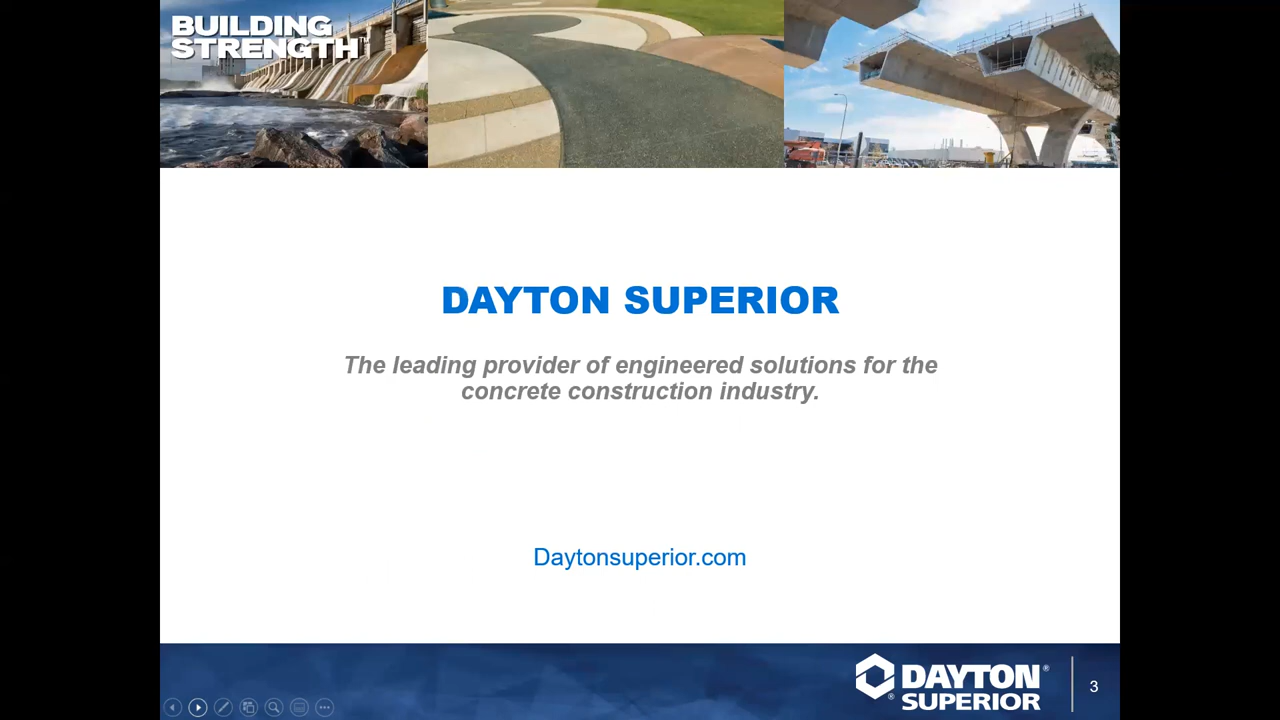 BUILDING
STRENGTH™
DAYTON SUPERIOR
The leading provider of engineered solutions for the
concrete construction industry.
Daytonsuperior.com
DAYTON®
®SUPERIOR
3